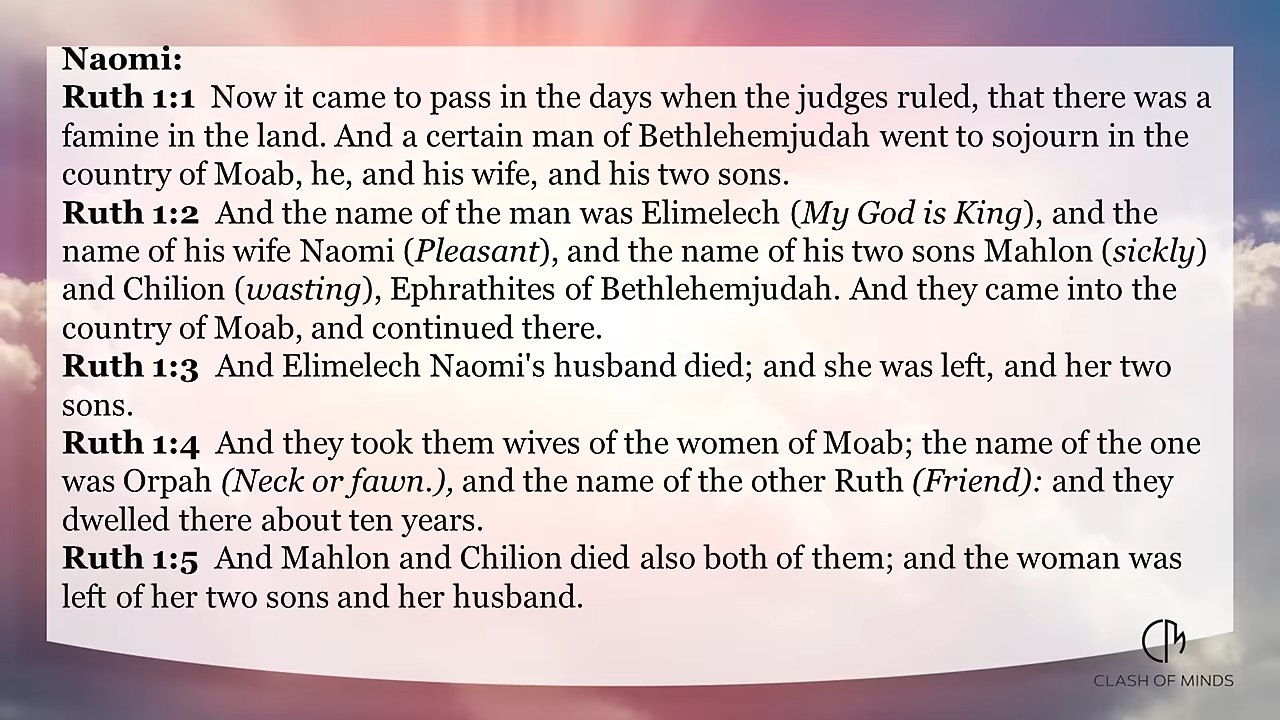 Naomi:
Ruth 1:1 Now it came to pass in the days when the judges ruled, that there was a
famine in the land. And a certain man of Bethlehemjudah went to sojourn in the
country of Moab, he, and his wife, and his two sons.
Ruth 1:2 And the name of the man was Elimelech (My God is King), and the
name of his wife Naomi (Pleasant), and the name of his two sons Mahlon (sickly)
and Chilion (wasting), Ephrathites of Bethlehemjudah. And they came into the
country of Moab, and continued there.
Ruth 1:3 And Elimelech Naomi's husband died; and she was left, and her two
sons.
Ruth 1:4 And they took them wives of the women of Moab; the name of the one
was Orpah (Neck or fawn.), and the name of the other Ruth (Friend): and they
dwelled there about ten years.
Ruth 1:5 And Mahlon and Chilion died also both of them; and the woman was
left of her two sons and her husband.
CLASH OF MINDS